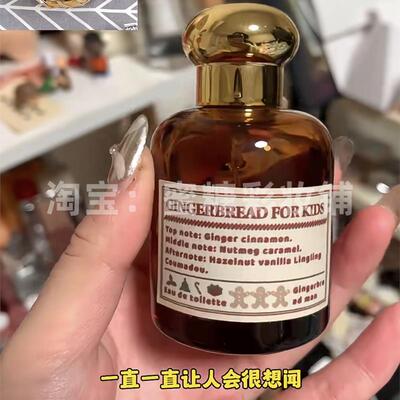 淘宝：
GINGERBREAD FOR KIDS
Top note: Ginger cinnamon.
Middle note: Nutmeg caramel.
Afternote: Hazelnut vanilla Lingling
Coumadou.
Eau de toilette
Gingerbre
ad man
一直一直让人会很想闻